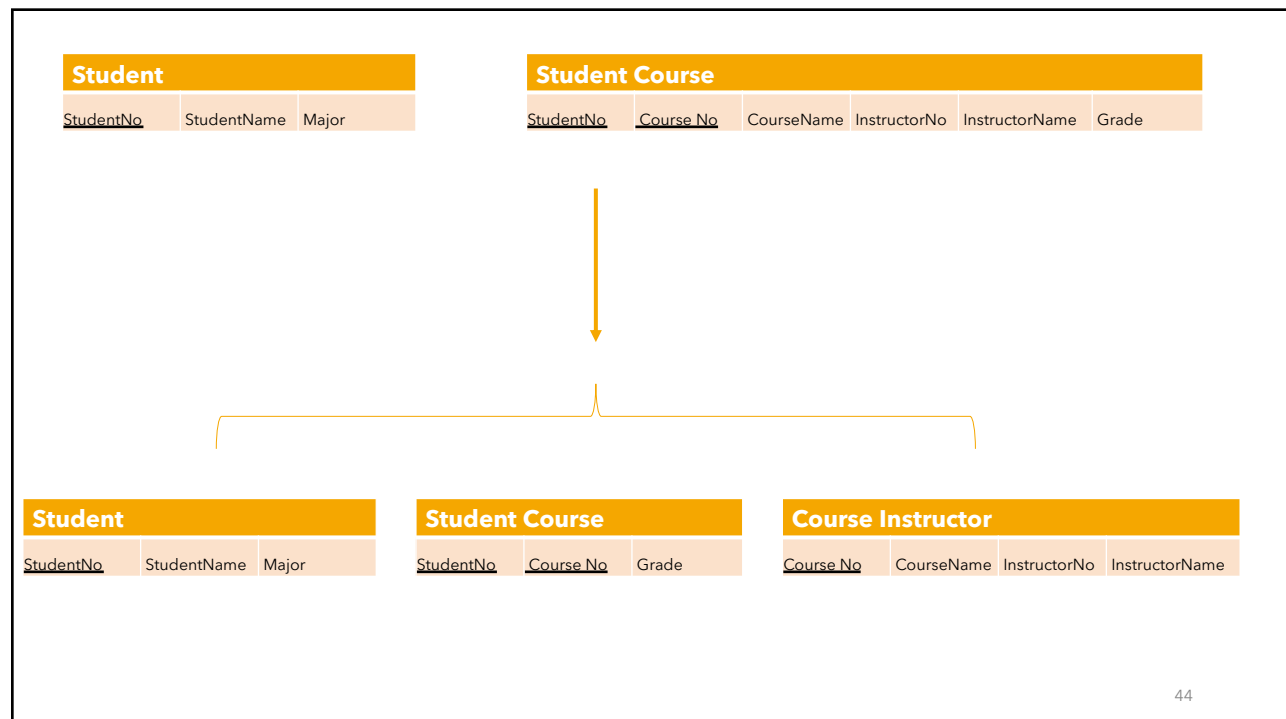 Student
StudentNo StudentName Major
Student Course
StudentNo Course No CourseName InstructorNo InstructorName Grade
Student
StudentNo StudentName Major
Student Course
StudentNo Course No Grade
Course Instructor
Course No CourseName InstructorNo InstructorName
44